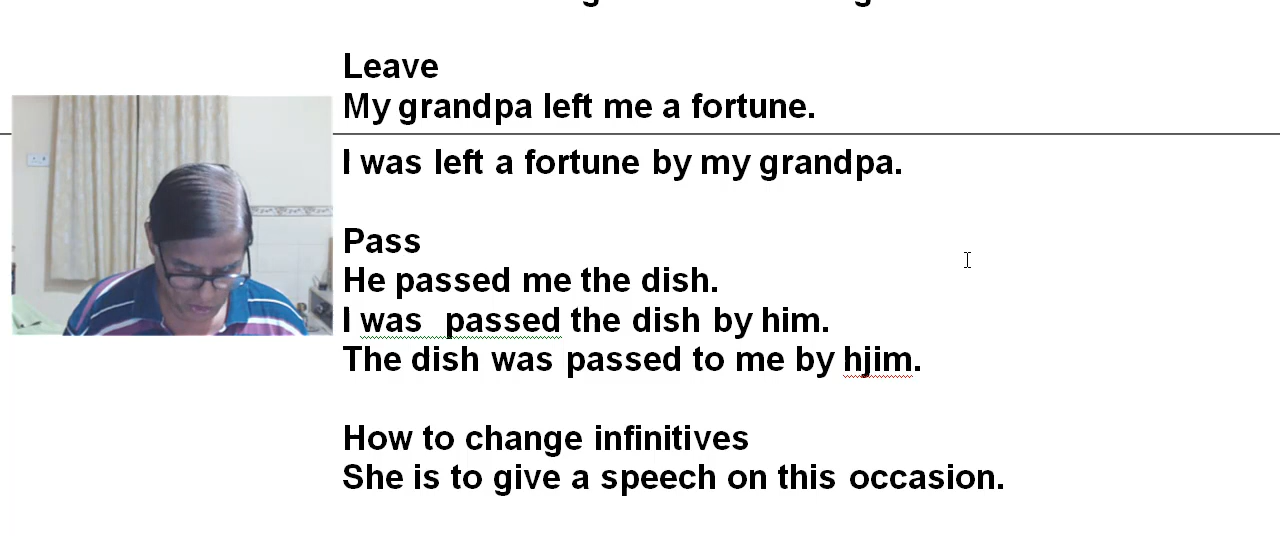 Leave
My grandpa left me a fortune.
I was left a fortune by my grandpa.
Pass
He passed me the dish.
I was  passed the dish by him.
The dish was passed to me by hjim.
How to change infinitives
She is to give a speech on this occasion.